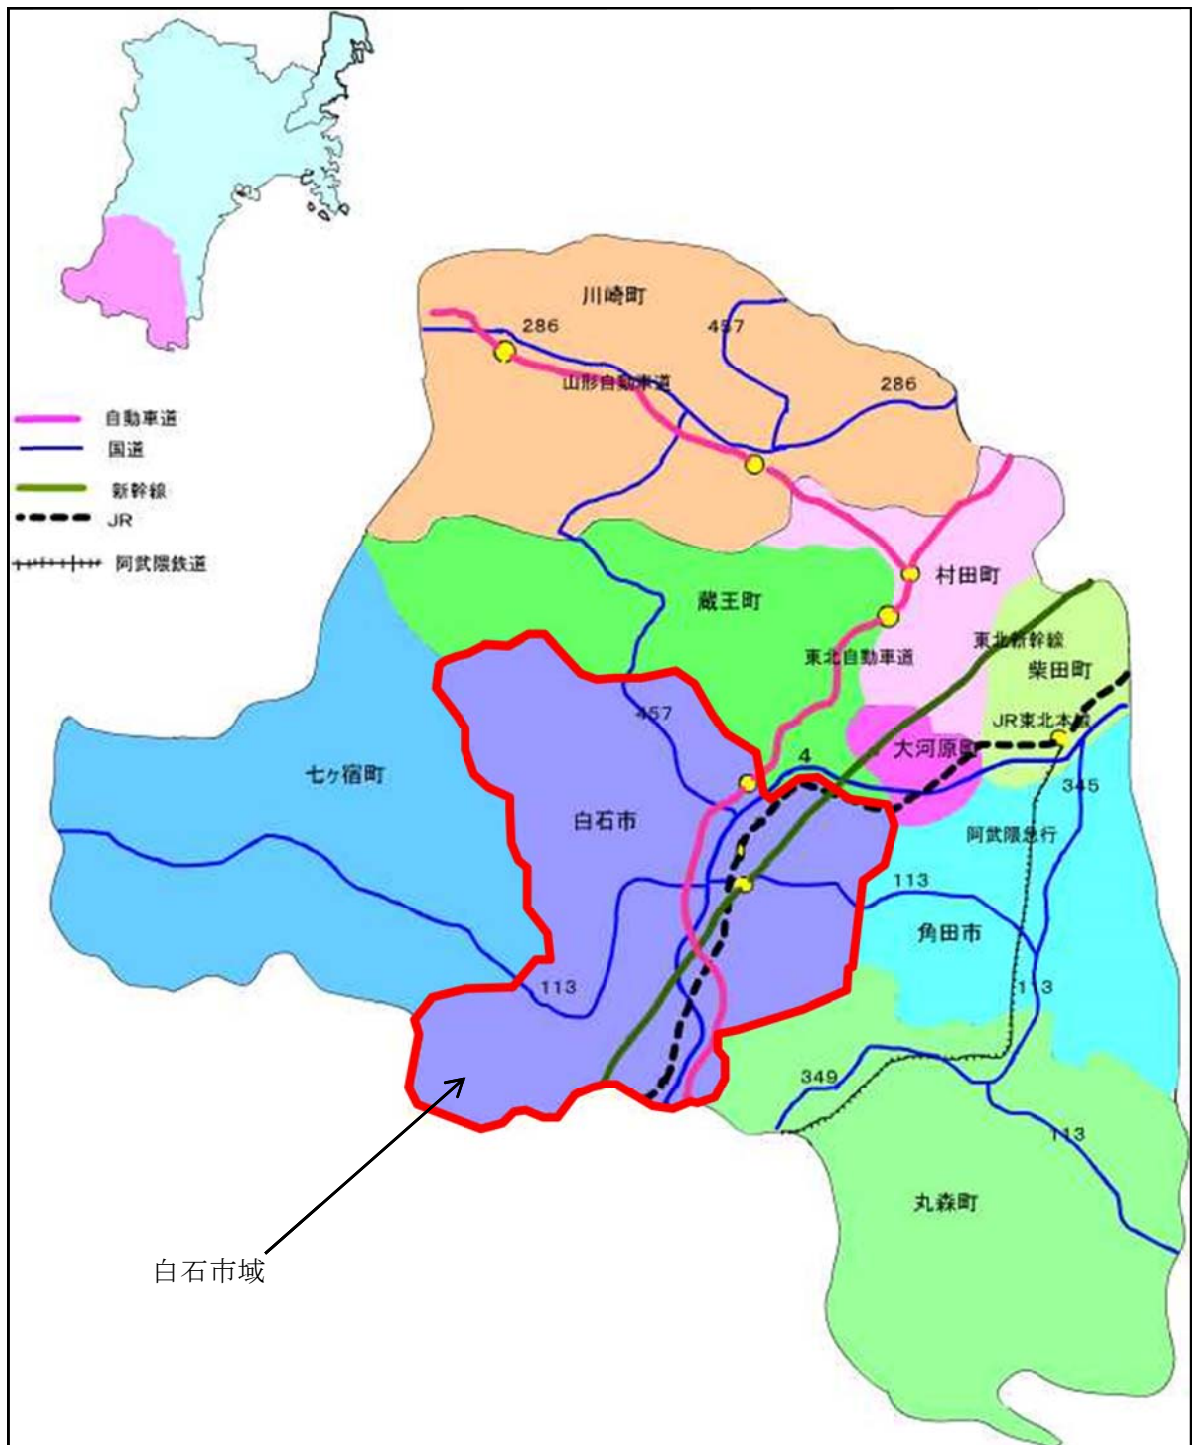 川崎町
286
457
山形自動車道
286
自動車道
国道
新幹線
JR
阿武隈鉄道
村田町
蔵王町
東北新幹線
東北自動車道
柴田町
457
JR東北本線
大河原町
4
七ヶ宿町
345
白石市
阿武隈急行
113
角田市
113
113
349
113
丸森町
白石市域